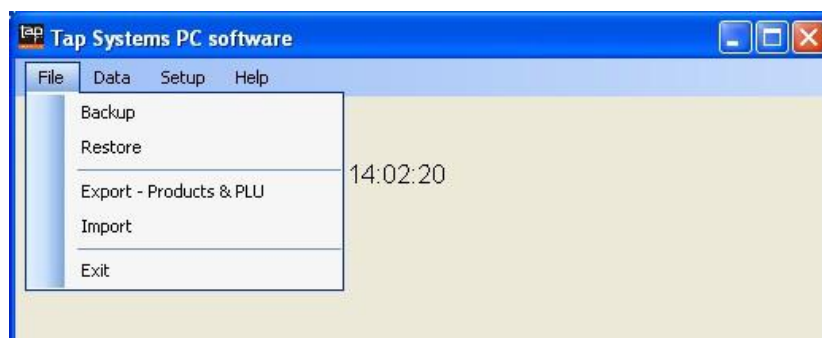 tap
Tap Systems PC software
File Data Setup Help
Backup
Restore
14:02:20
Export - Products & PLU
Import
Exit